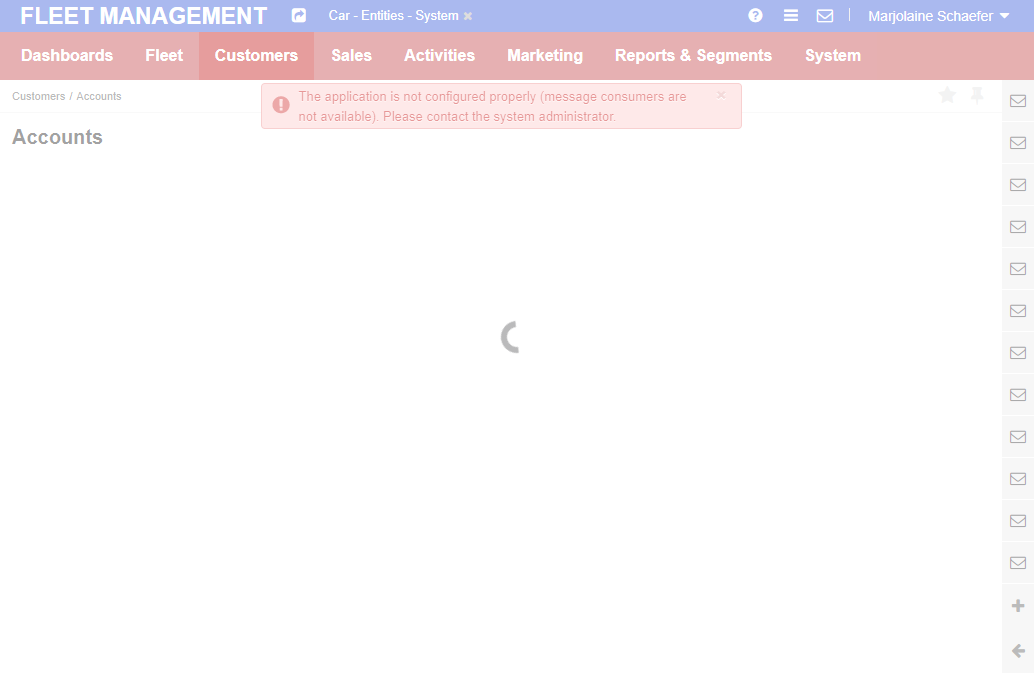 FLEET MANAGEMENT
Car - Entities - System
Marjolaine Schaefer
Dashboards
Fleet
Customers
Sales
Activities
Marketing
Reports & Segments
System
Customers / Accounts
The application is not configured properly (message consumers are
not available). Please contact the system administrator.
Accounts